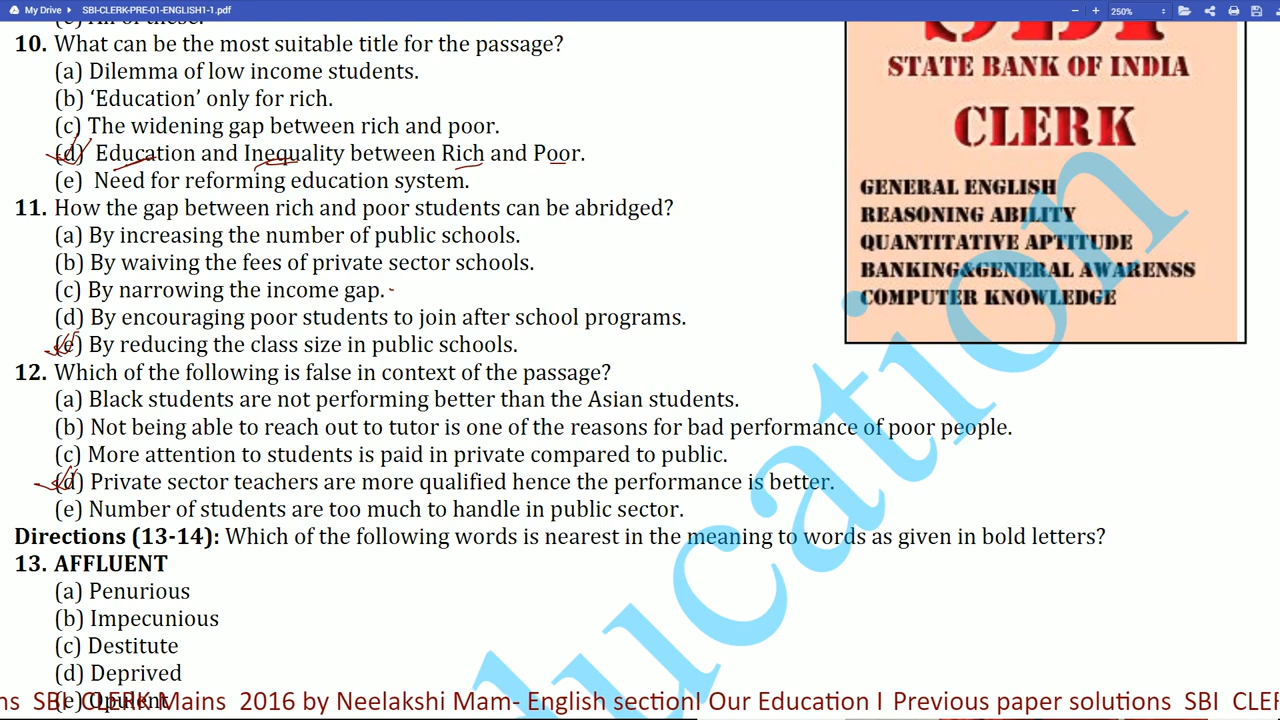 My Drive ▸ SBI-CLERK-PRE-01-ENGLISH1-1.pdf
250%
(e) All of these.
10. What can be the most suitable title for the passage?
(a) Dilemma of low income students.
(b) ‘Education’ only for rich.
(c) The widening gap between rich and poor.
(d) Education and Inequality between Rich and Poor.
(e) Need for reforming education system.
11. How the gap between rich and poor students can be abridged?
(a) By increasing the number of public schools.
(b) By waiving the fees of private sector schools.
(c) By narrowing the income gap.
(d) By encouraging poor students to join after school programs.
(e) By reducing the class size in public schools.
12. Which of the following is false in context of the passage?
(a) Black students are not performing better than the Asian students.
(b) Not being able to reach out to tutor is one of the reasons for bad performance of poor people.
(c) More attention to students is paid in private compared to public.
(d) Private sector teachers are more qualified hence the performance is better.
(e) Number of students are too much to handle in public sector.
Directions (13-14): Which of the following words is nearest in the meaning to words as given in bold letters?
13. AFFLUENT
(a) Penurious
(b) Impecunious
(c) Destitute
(d) Deprived
(e) Opulent
SBI
STATE BANK OF INDIA
CLERK
GENERAL ENGLISH
REASONING ABILITY
QUANTITATIVE APTITUDE
BANKING&GENERAL AWARENSS
COMPUTER KNOWLEDGE
ducation
ns SBI CLERK Mains 2016 by Neelakshi Mam- English sectionI Our Education I Previous paper solutions SBI CLER